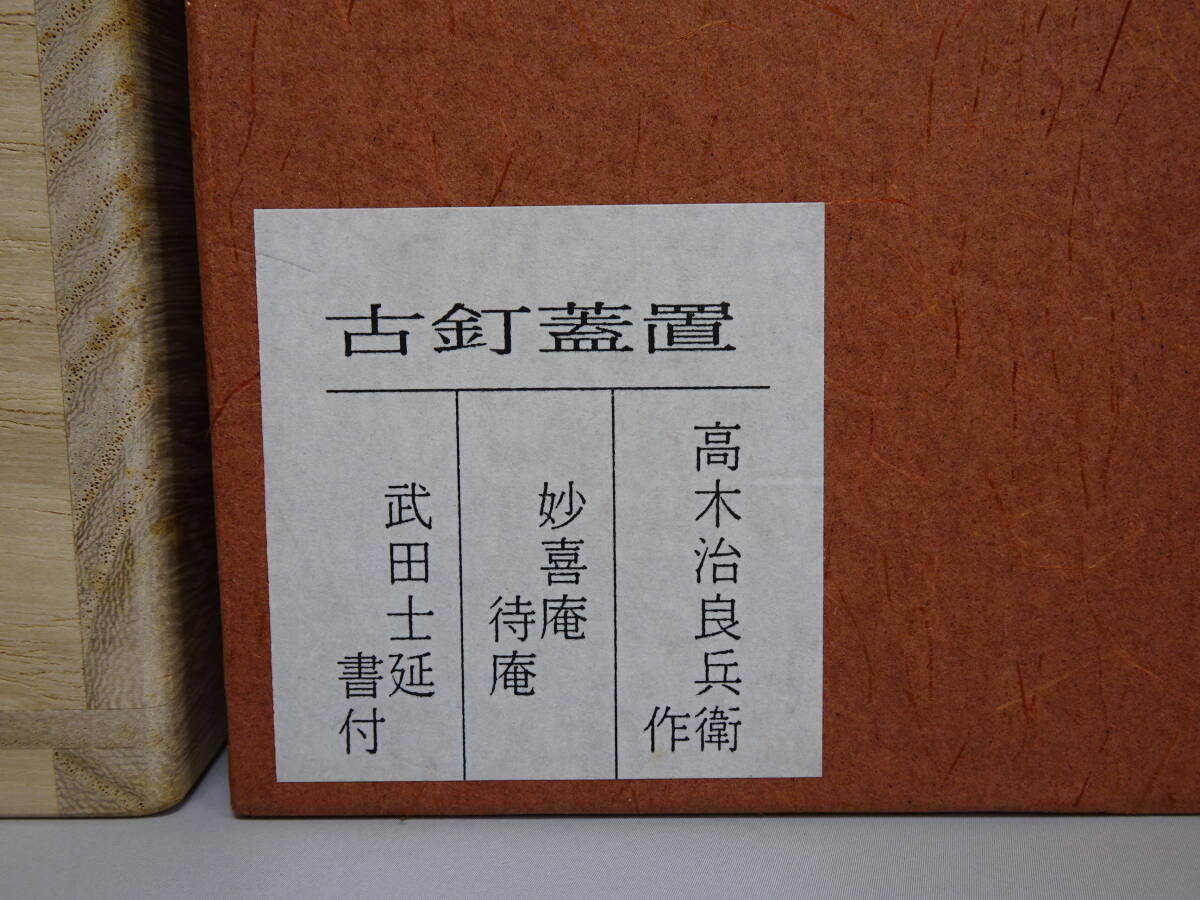 古釘蓋置
高木治良兵衛
作
妙喜庵
待庵
武田士延
書付